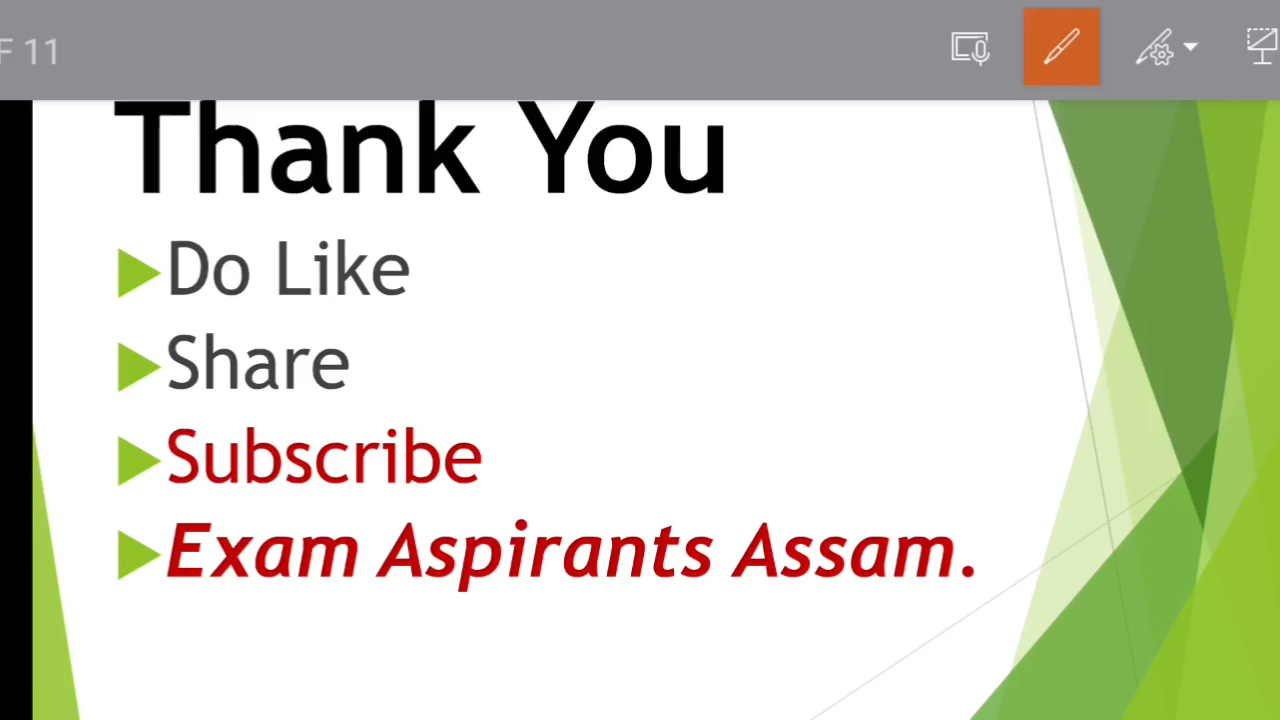 F 11
Thank You
Do Like
Share
Subscribe
Exam Aspirants Assam.